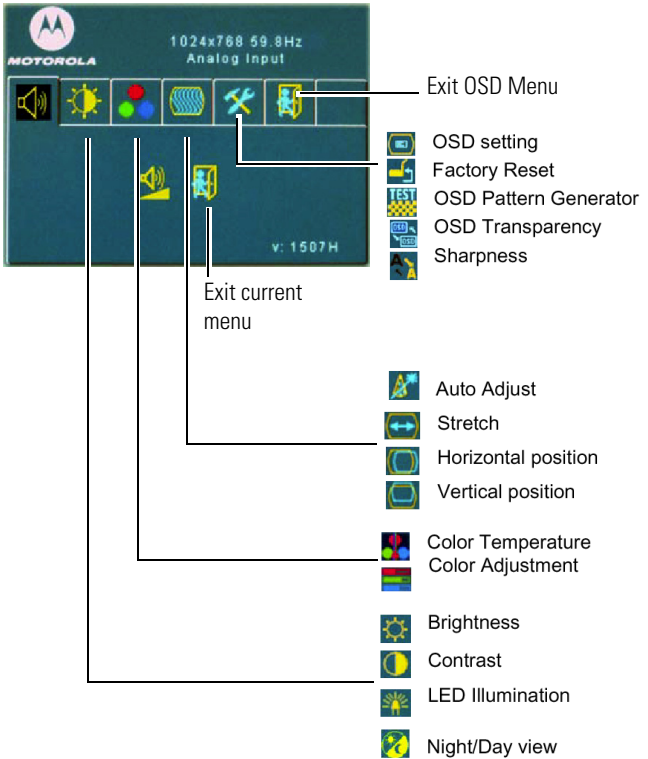 MOTOROLA
1024x768 59.8Hz
Analog Input
v: 1507H
Exit OSD Menu
OSD setting
Factory Reset
TEST
OSD Pattern Generator
OSD
OSD
OSD Transparency
A
A
Sharpness
Exit current
menu
Auto Adjust
Stretch
Horizontal position
Vertical position
Color Temperature
Color Adjustment
Brightness
Contrast
LED Illumination
Night/Day view